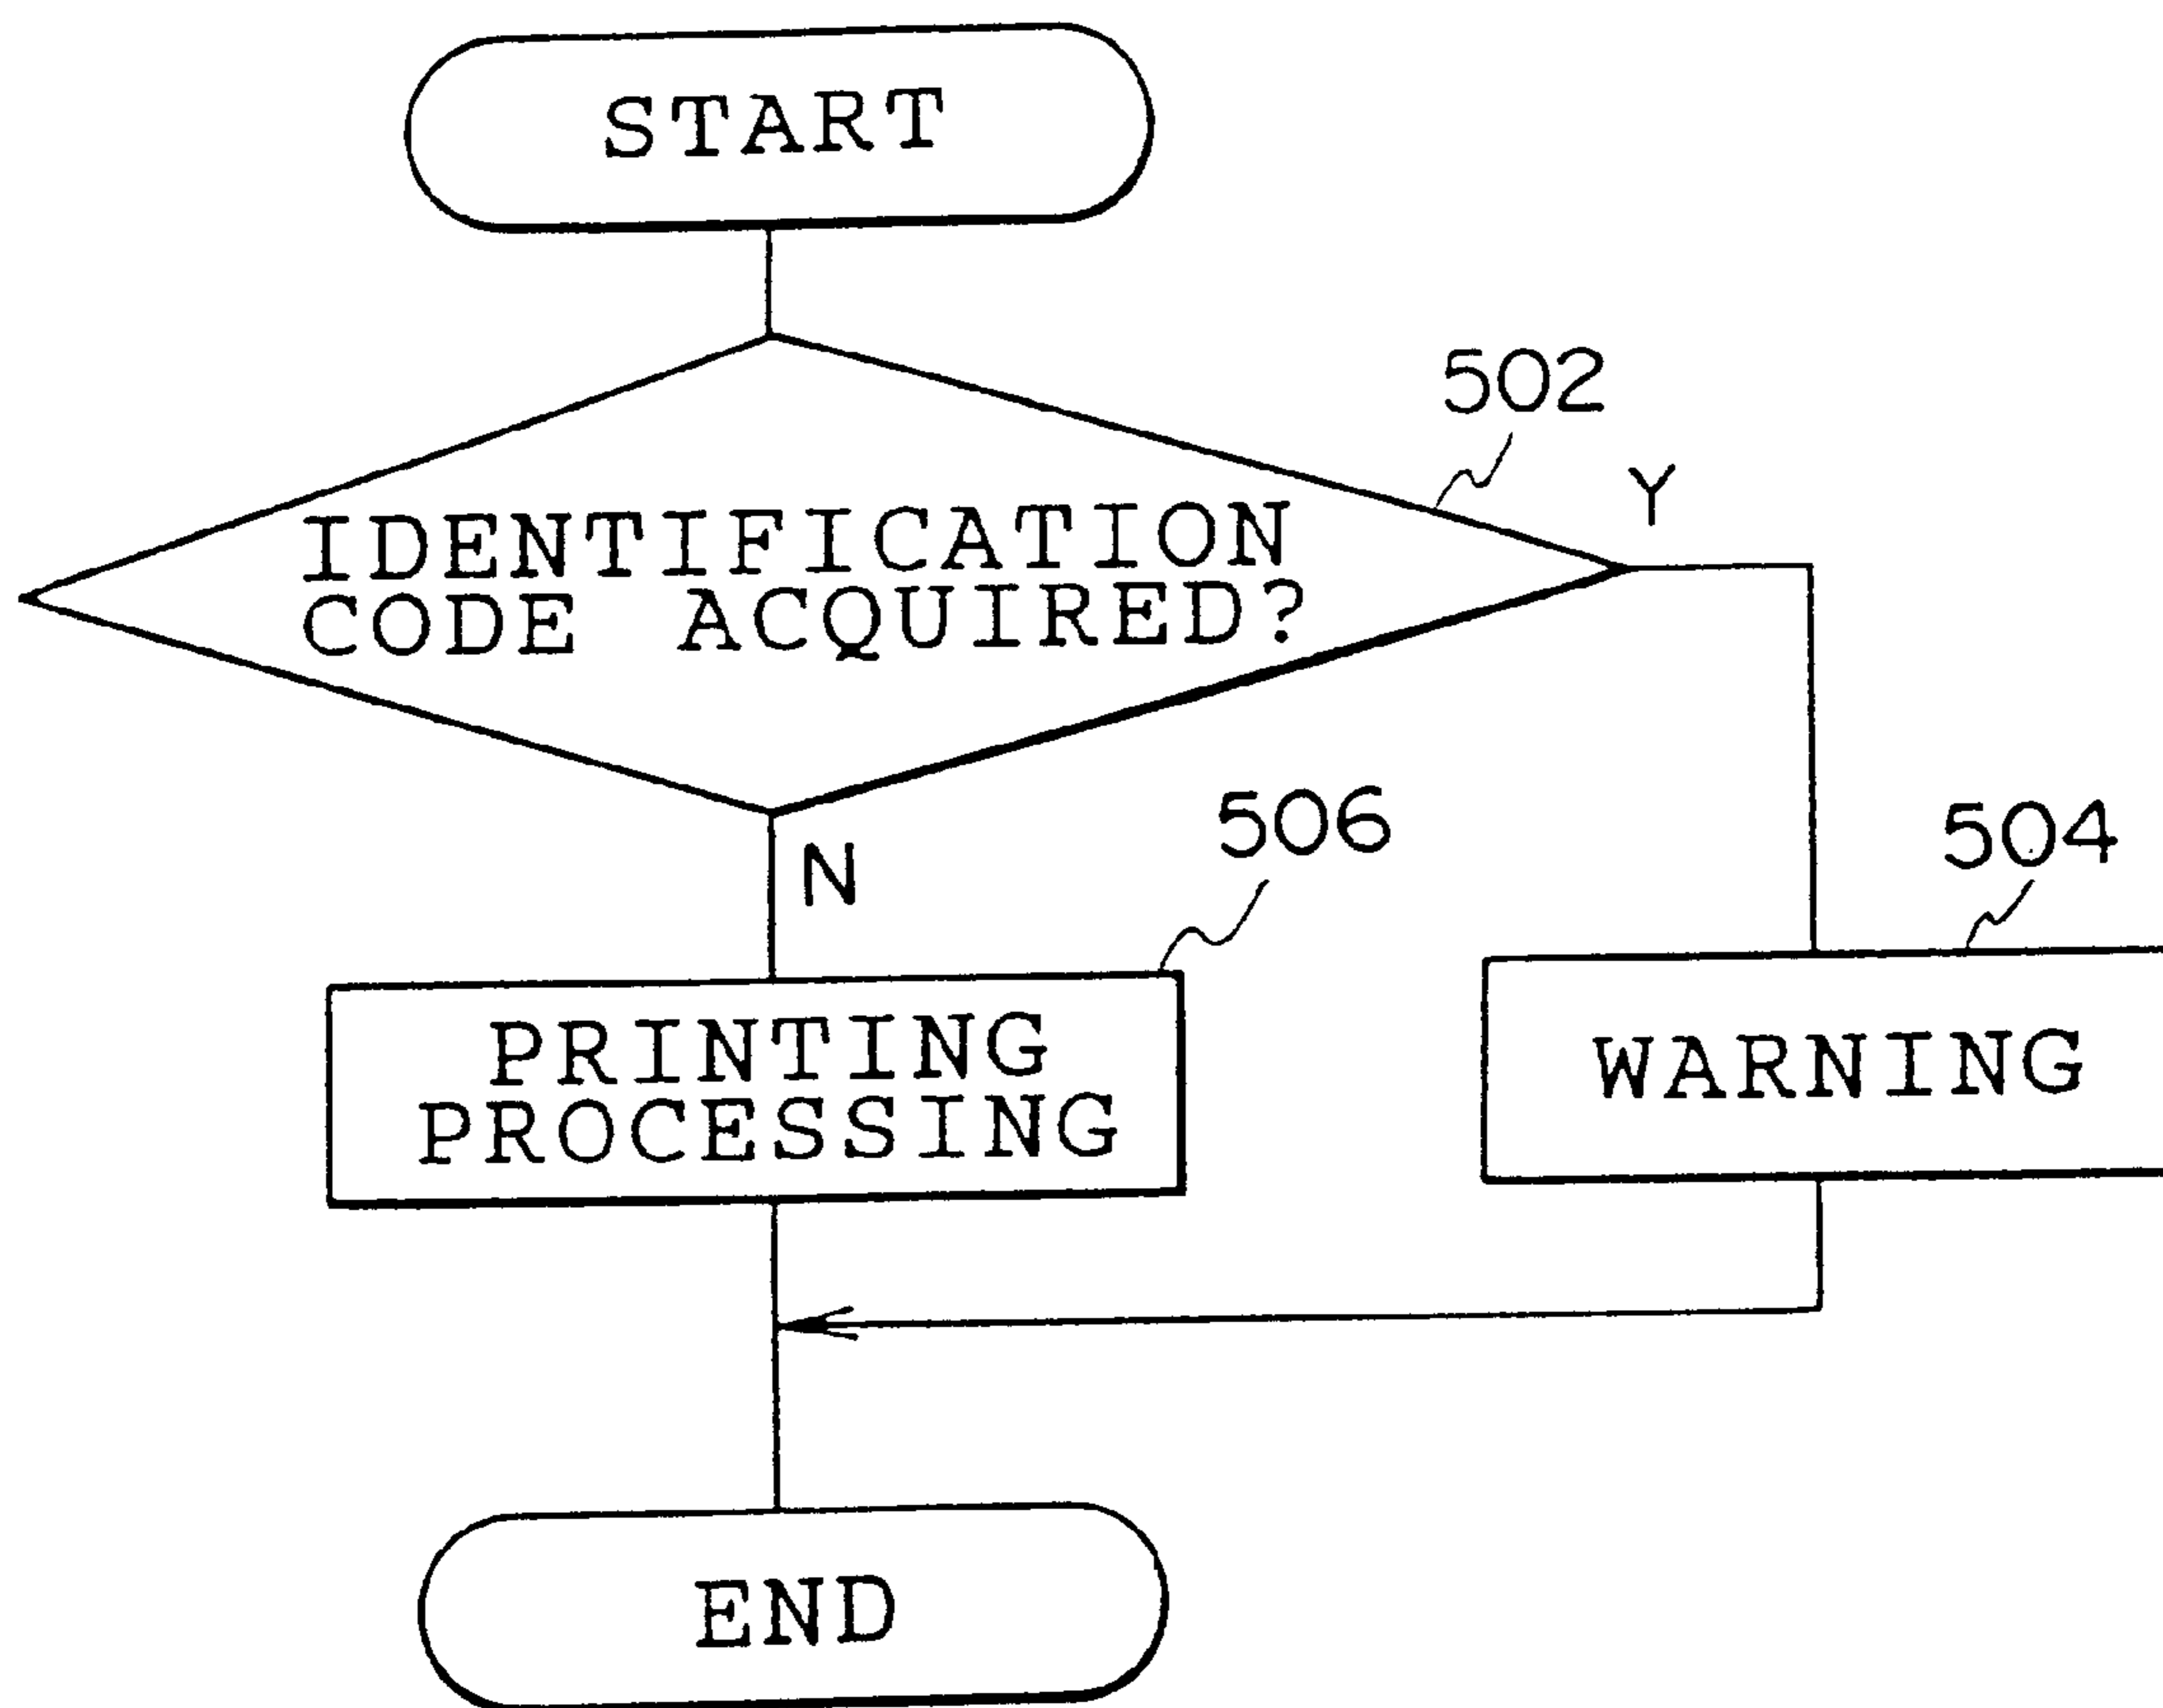 START
502
Y
IDENTIFICATION
CODE ACQUIRED?
N
506
504
PRINTING
PROCESSING
WARNING
END